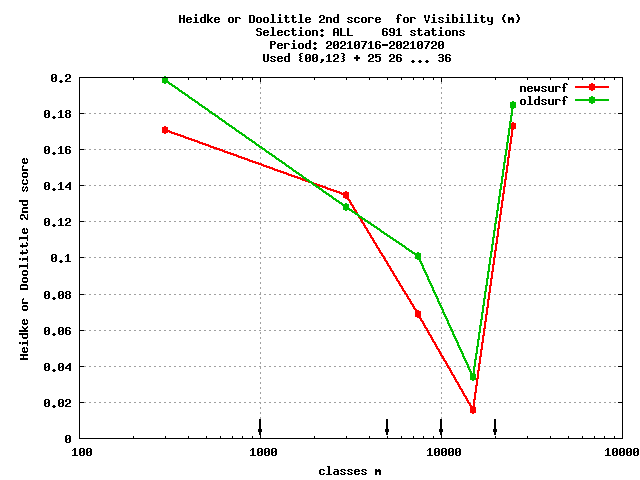 Heidke or Doolittle 2nd score  for Visibility (m)
Selection: ALL    691 stations
Period: 20210716-20210720
Used {00,12} + 25 26 ... 36
newsurf
oldsurf
0.2
0.18
0.16
0.14
0.12
0.1
0.08
0.06
0.04
0.02
0
Heidke or Doolittle 2nd score
100
1000
10000
10000
classes m